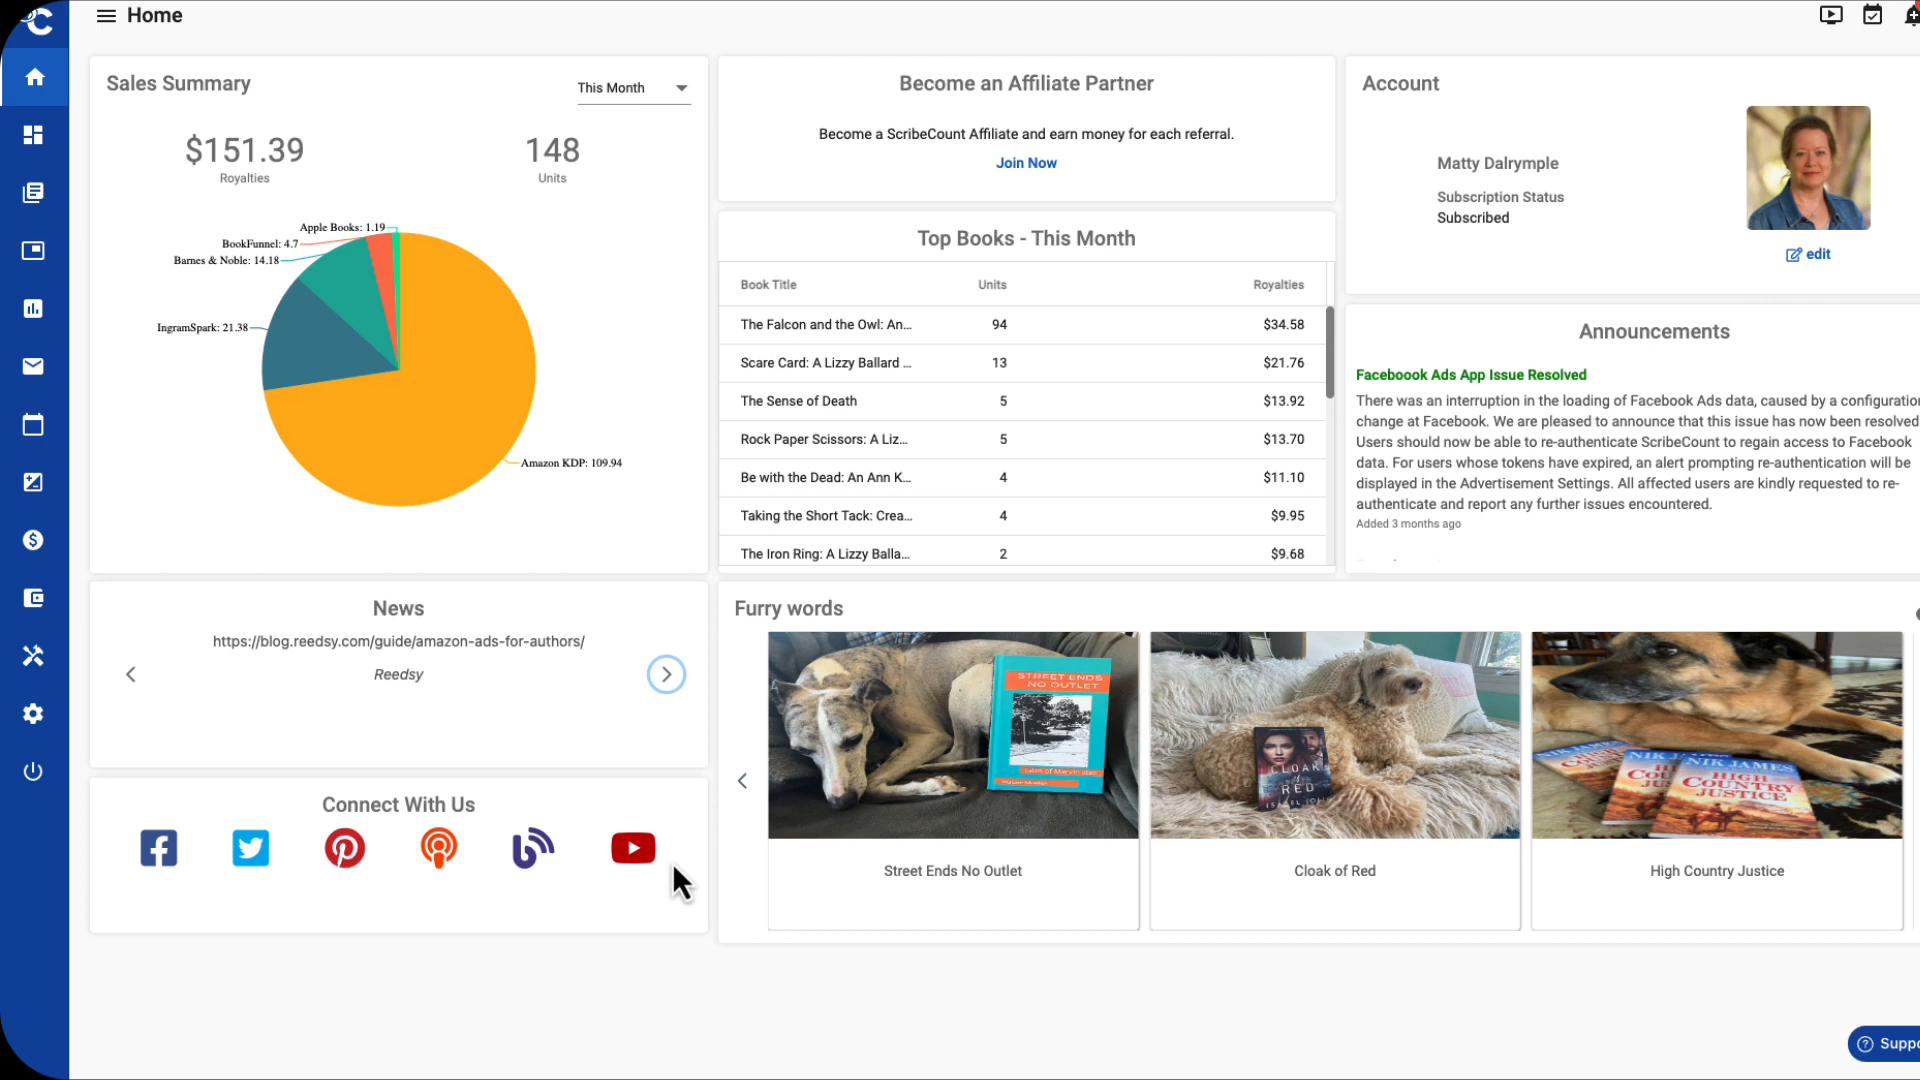 Home
Sales Summary
This Month
$151.39
Royalties
148
Units
Apple Books: 1.19
BookFunnel: 4.7
Barnes & Noble: 14.18
IngramSpark: 21.38
Amazon KDP: 109.94
Become an Affiliate Partner
Become a ScribeCount Affiliate and earn money for each referral.
Join Now
Top Books - This Month
Book Title Units Royalties
The Falcon and the Owl: An... 94 $34.58
Scare Card: A Lizzy Ballard ... 13 $21.76
The Sense of Death 5 $13.92
Rock Paper Scissors: A Liz... 5 $13.70
Be with the Dead: An Ann K... 4 $11.10
Taking the Short Tack: Crea... 4 $9.95
The Iron Ring: A Lizzy Balla... 2 $9.68
Account
Matty Dalrymple
Subscription Status
Subscribed
edit
Announcements
Faceboook Ads App Issue Resolved
There was an interruption in the loading of Facebook Ads data, caused by a configuration
change at Facebook. We are pleased to announce that this issue has now been resolved
Users should now be able to re-authenticate ScribeCount to regain access to Facebook
data. For users whose tokens have expired, an alert prompting re-authentication will be
displayed in the Advertisement Settings. All affected users are kindly requested to re-
authenticate and report any further issues encountered.
Added 3 months ago
News
https://blog.reedsy.com/guide/amazon-ads-for-authors/
Reedsy
Connect With Us
Furry words
STREET ENDS
NO OUTLET
CLOAK
RED
NIK JAMES
HIGH
COUNTRY
JUSTICE
Street Ends No Outlet
Cloak of Red
High Country Justice
Suppo